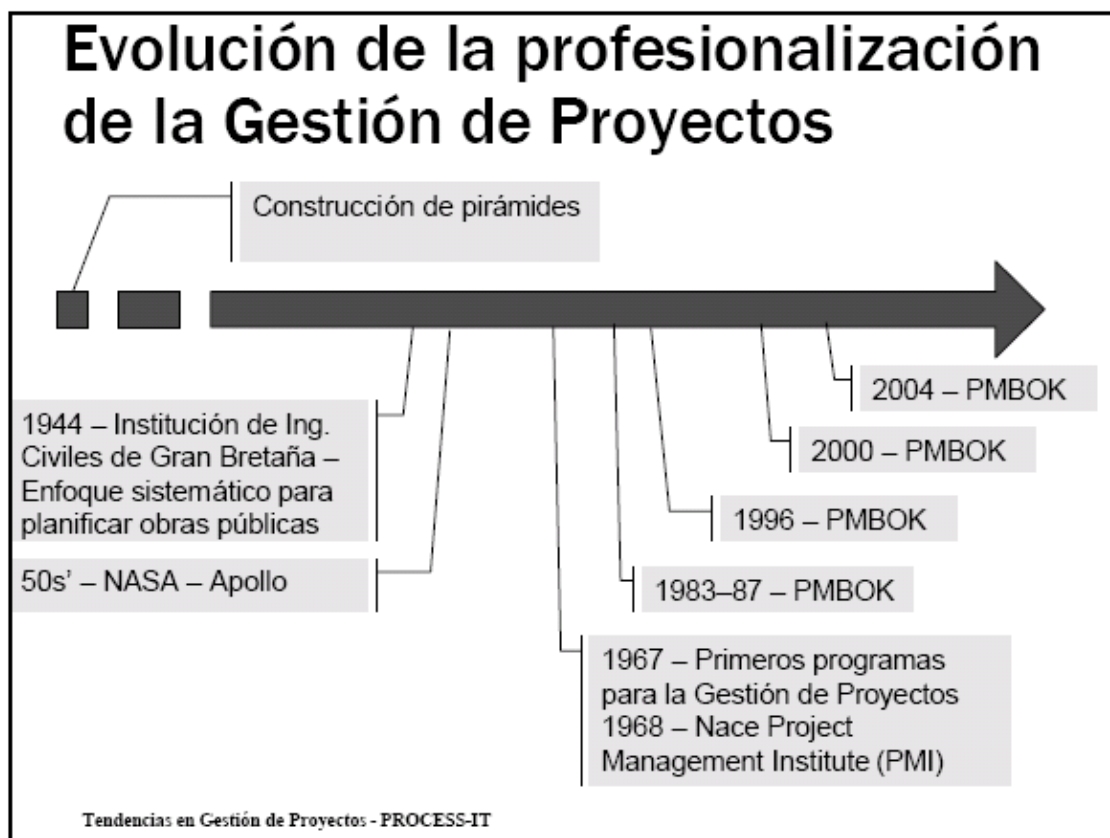 Evolución de la profesionalización
de la Gestión de Proyectos
Construcción de pirámides
1944 – Institución de Ing.
Civiles de Gran Bretaña –
Enfoque sistemático para
planificar obras públicas
50s’ – NASA – Apollo
1967 – Primeros programas
para la Gestión de Proyectos
1968 – Nace Project
Management Institute (PMI)
1983–87 – PMBOK
1996 – PMBOK
2000 – PMBOK
2004 – PMBOK
Tendencias en Gestión de Proyectos - PROCESS-IT